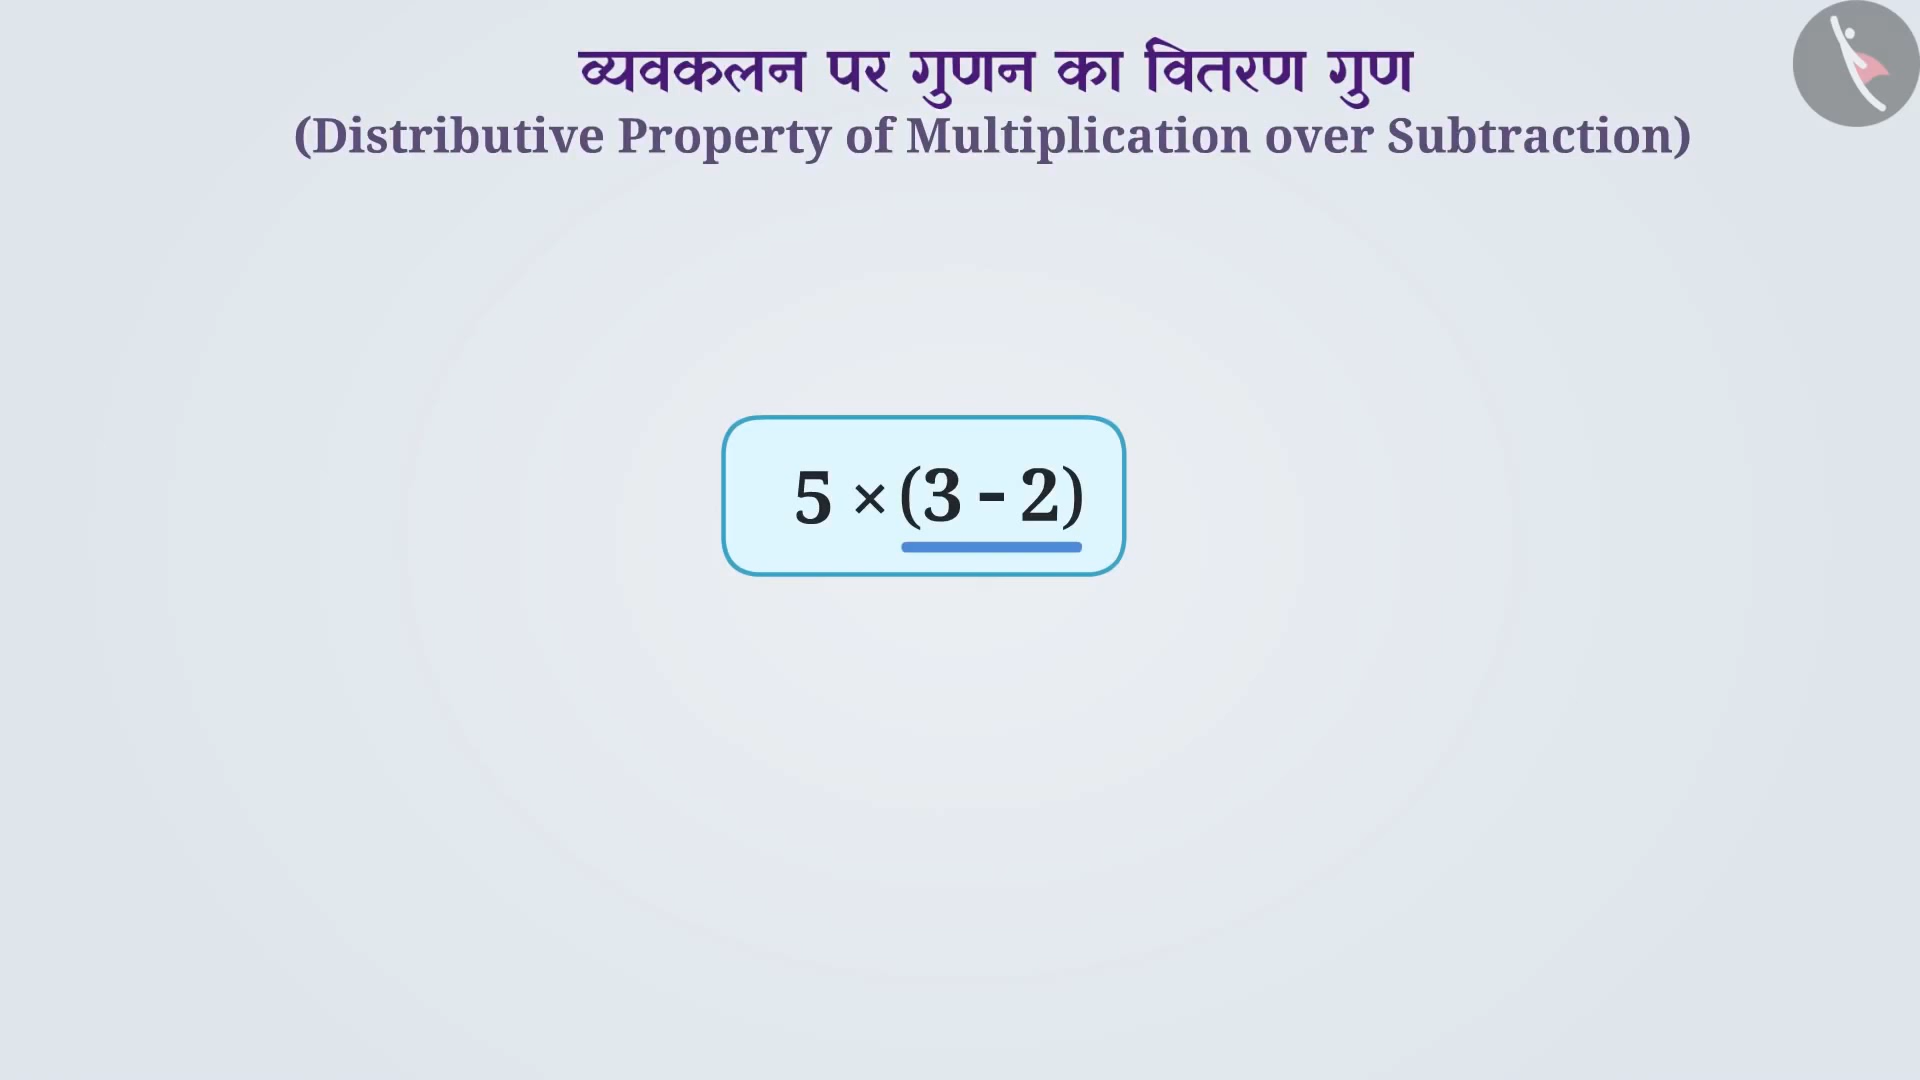 व्यवकलन पर गुणन का वितरण गुण
(Distributive Property of Multiplication over Subtraction)
5 × (3 - 2)